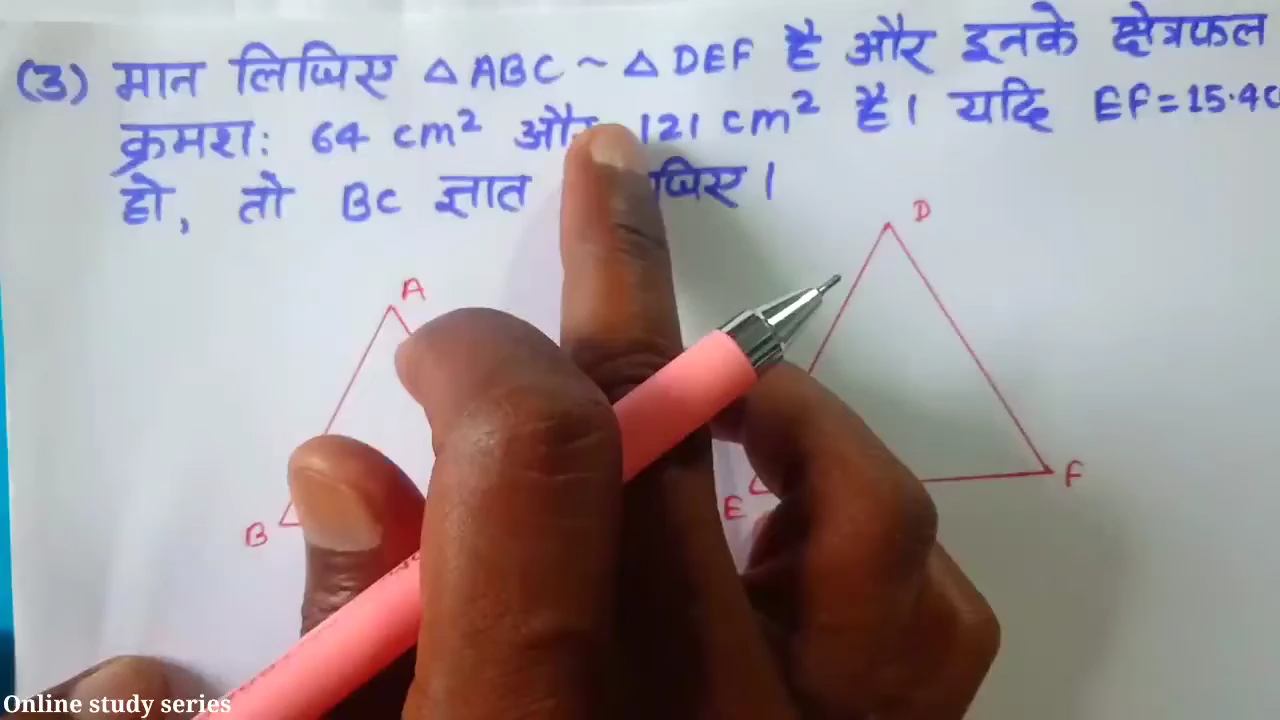 (3) मान लिजिए △ABC ~ △DEF है और इनके क्षेत्रफल
क्रमश: 64 cm² और 121 cm² है। यदि EF=15.4c
हो, तो BC ज्ञात जिए।
D
A
B
E
F
Online study series